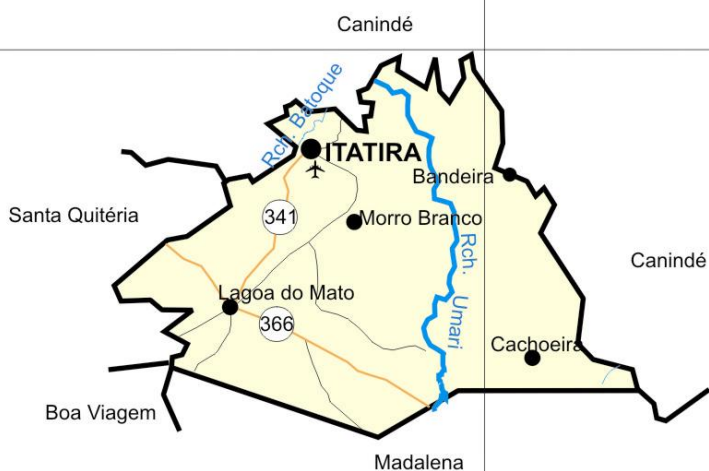 Canindé
Rch. Batoque
ITATIRA
Bandeira
Santa Quitéria
341
Morro Branco
Rch. Umari
Canindé
Lagoa do Mato
366
Cachoeira
Boa Viagem
Madalena